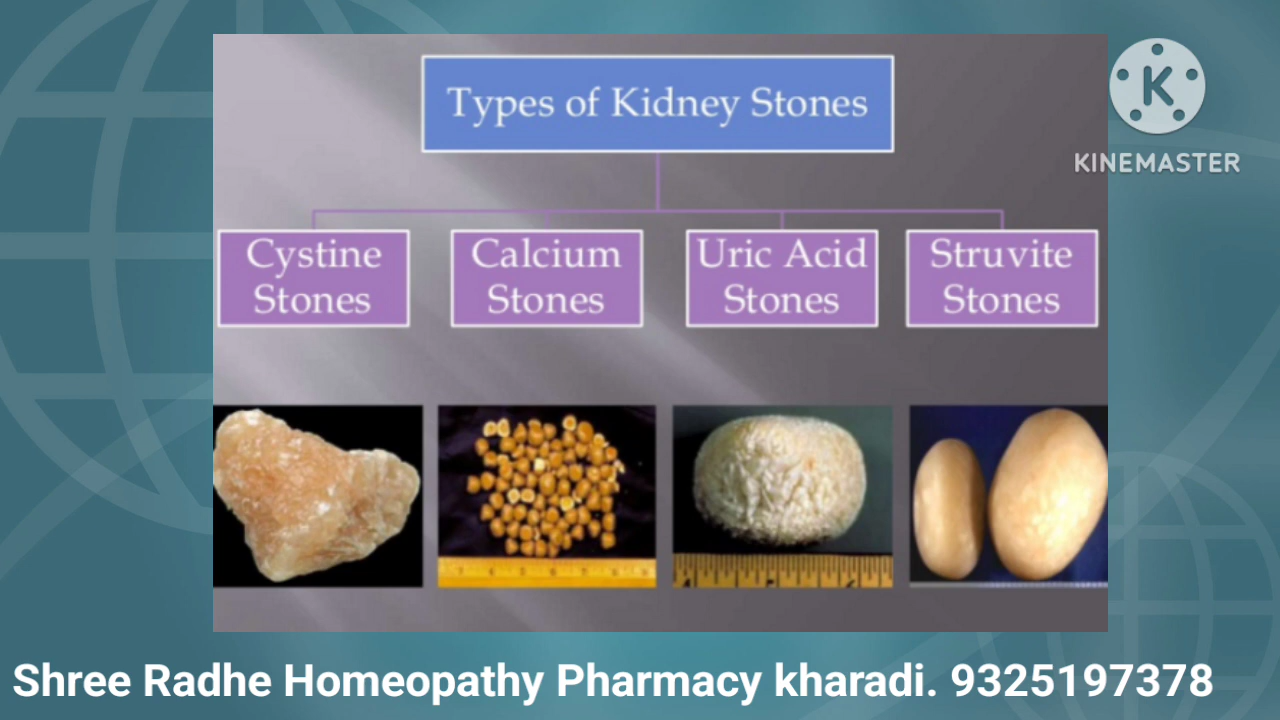 Types of Kidney Stones
K
KINEMASTER
Cystine
Stones
Calcium
Stones
Uric Acid
Stones
Struvite
Stones
Shree Radhe Homeopathy Pharmacy kharadi. 9325197378